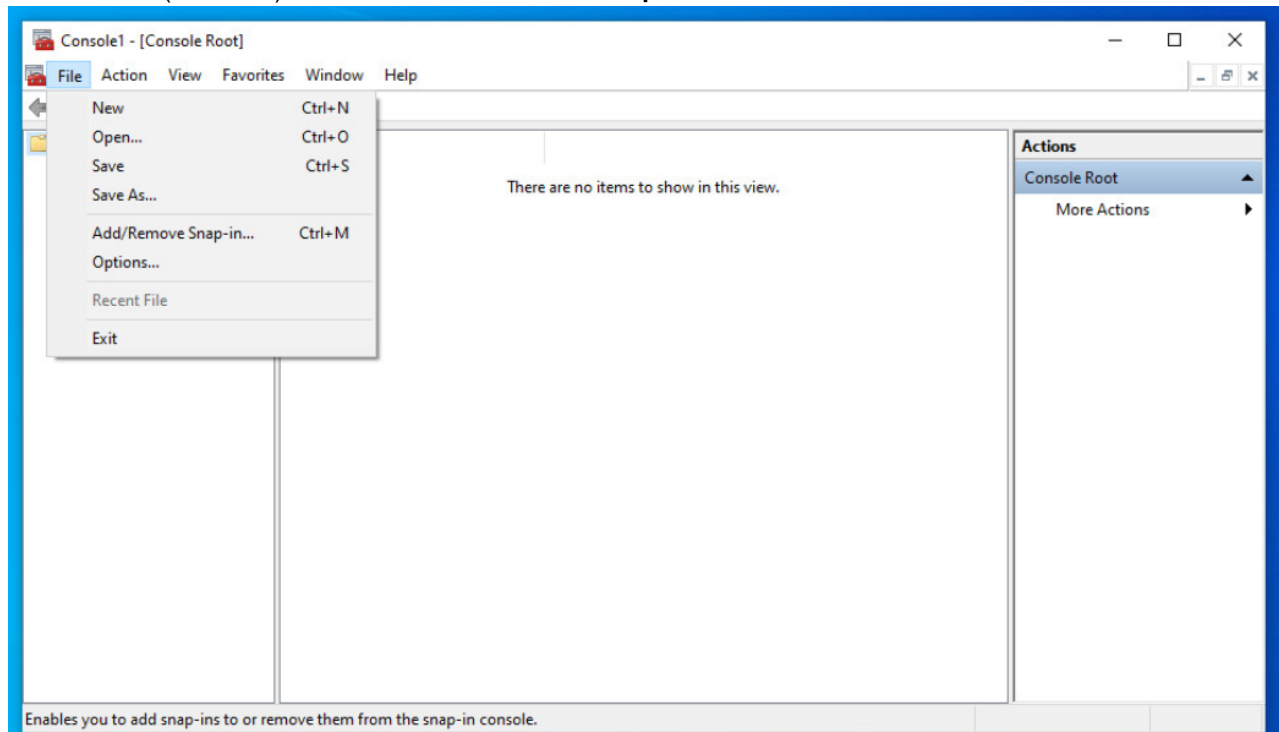 Console1 - [Console Root]
File Action View Favorites Window Help
New Ctrl+N
Open... Ctrl+O
Save Ctrl+S
Save As...
Add/Remove Snap-in... Ctrl+M
Options...
Recent File
Exit
There are no items to show in this view.
Actions
Console Root
More Actions
Enables you to add snap-ins to or remove them from the snap-in console.